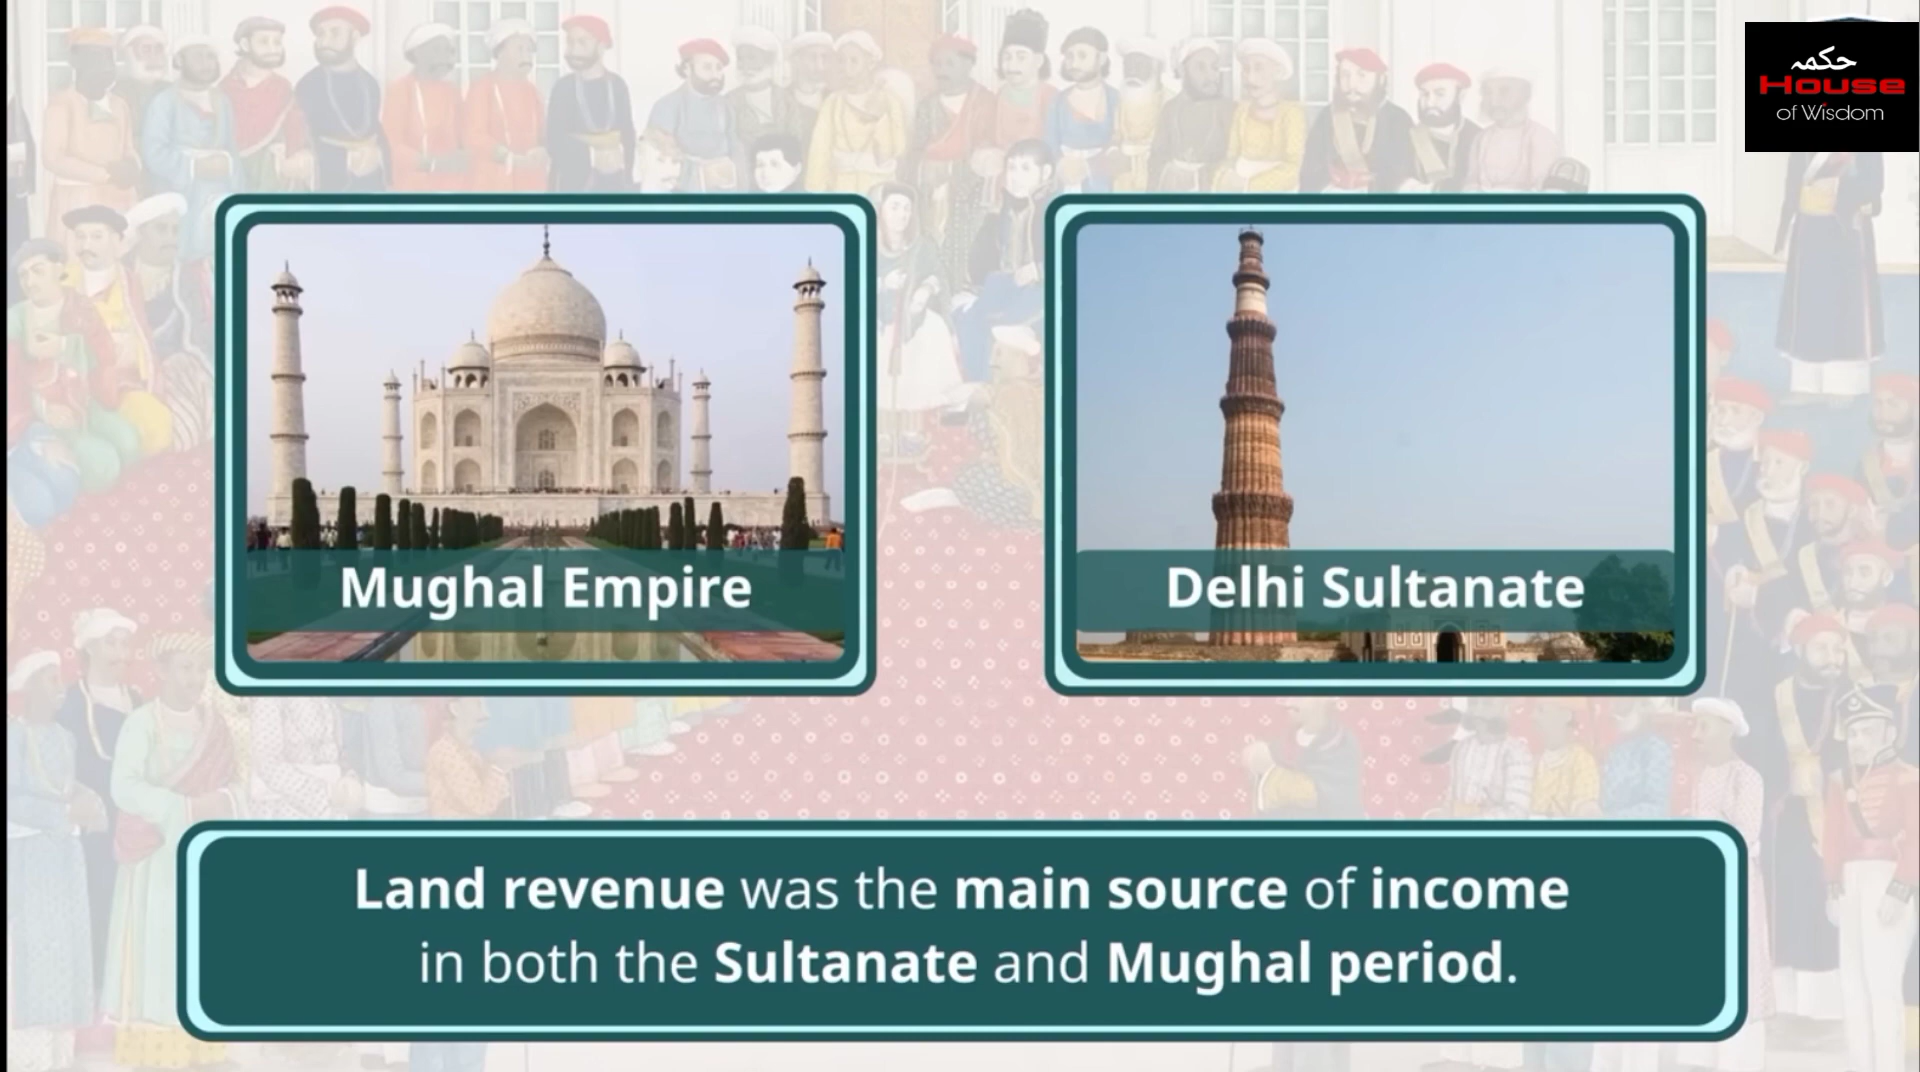 حكمه
House
of Wisdom
Mughal Empire
Delhi Sultanate
Land revenue was the main source of income
in both the Sultanate and Mughal period.